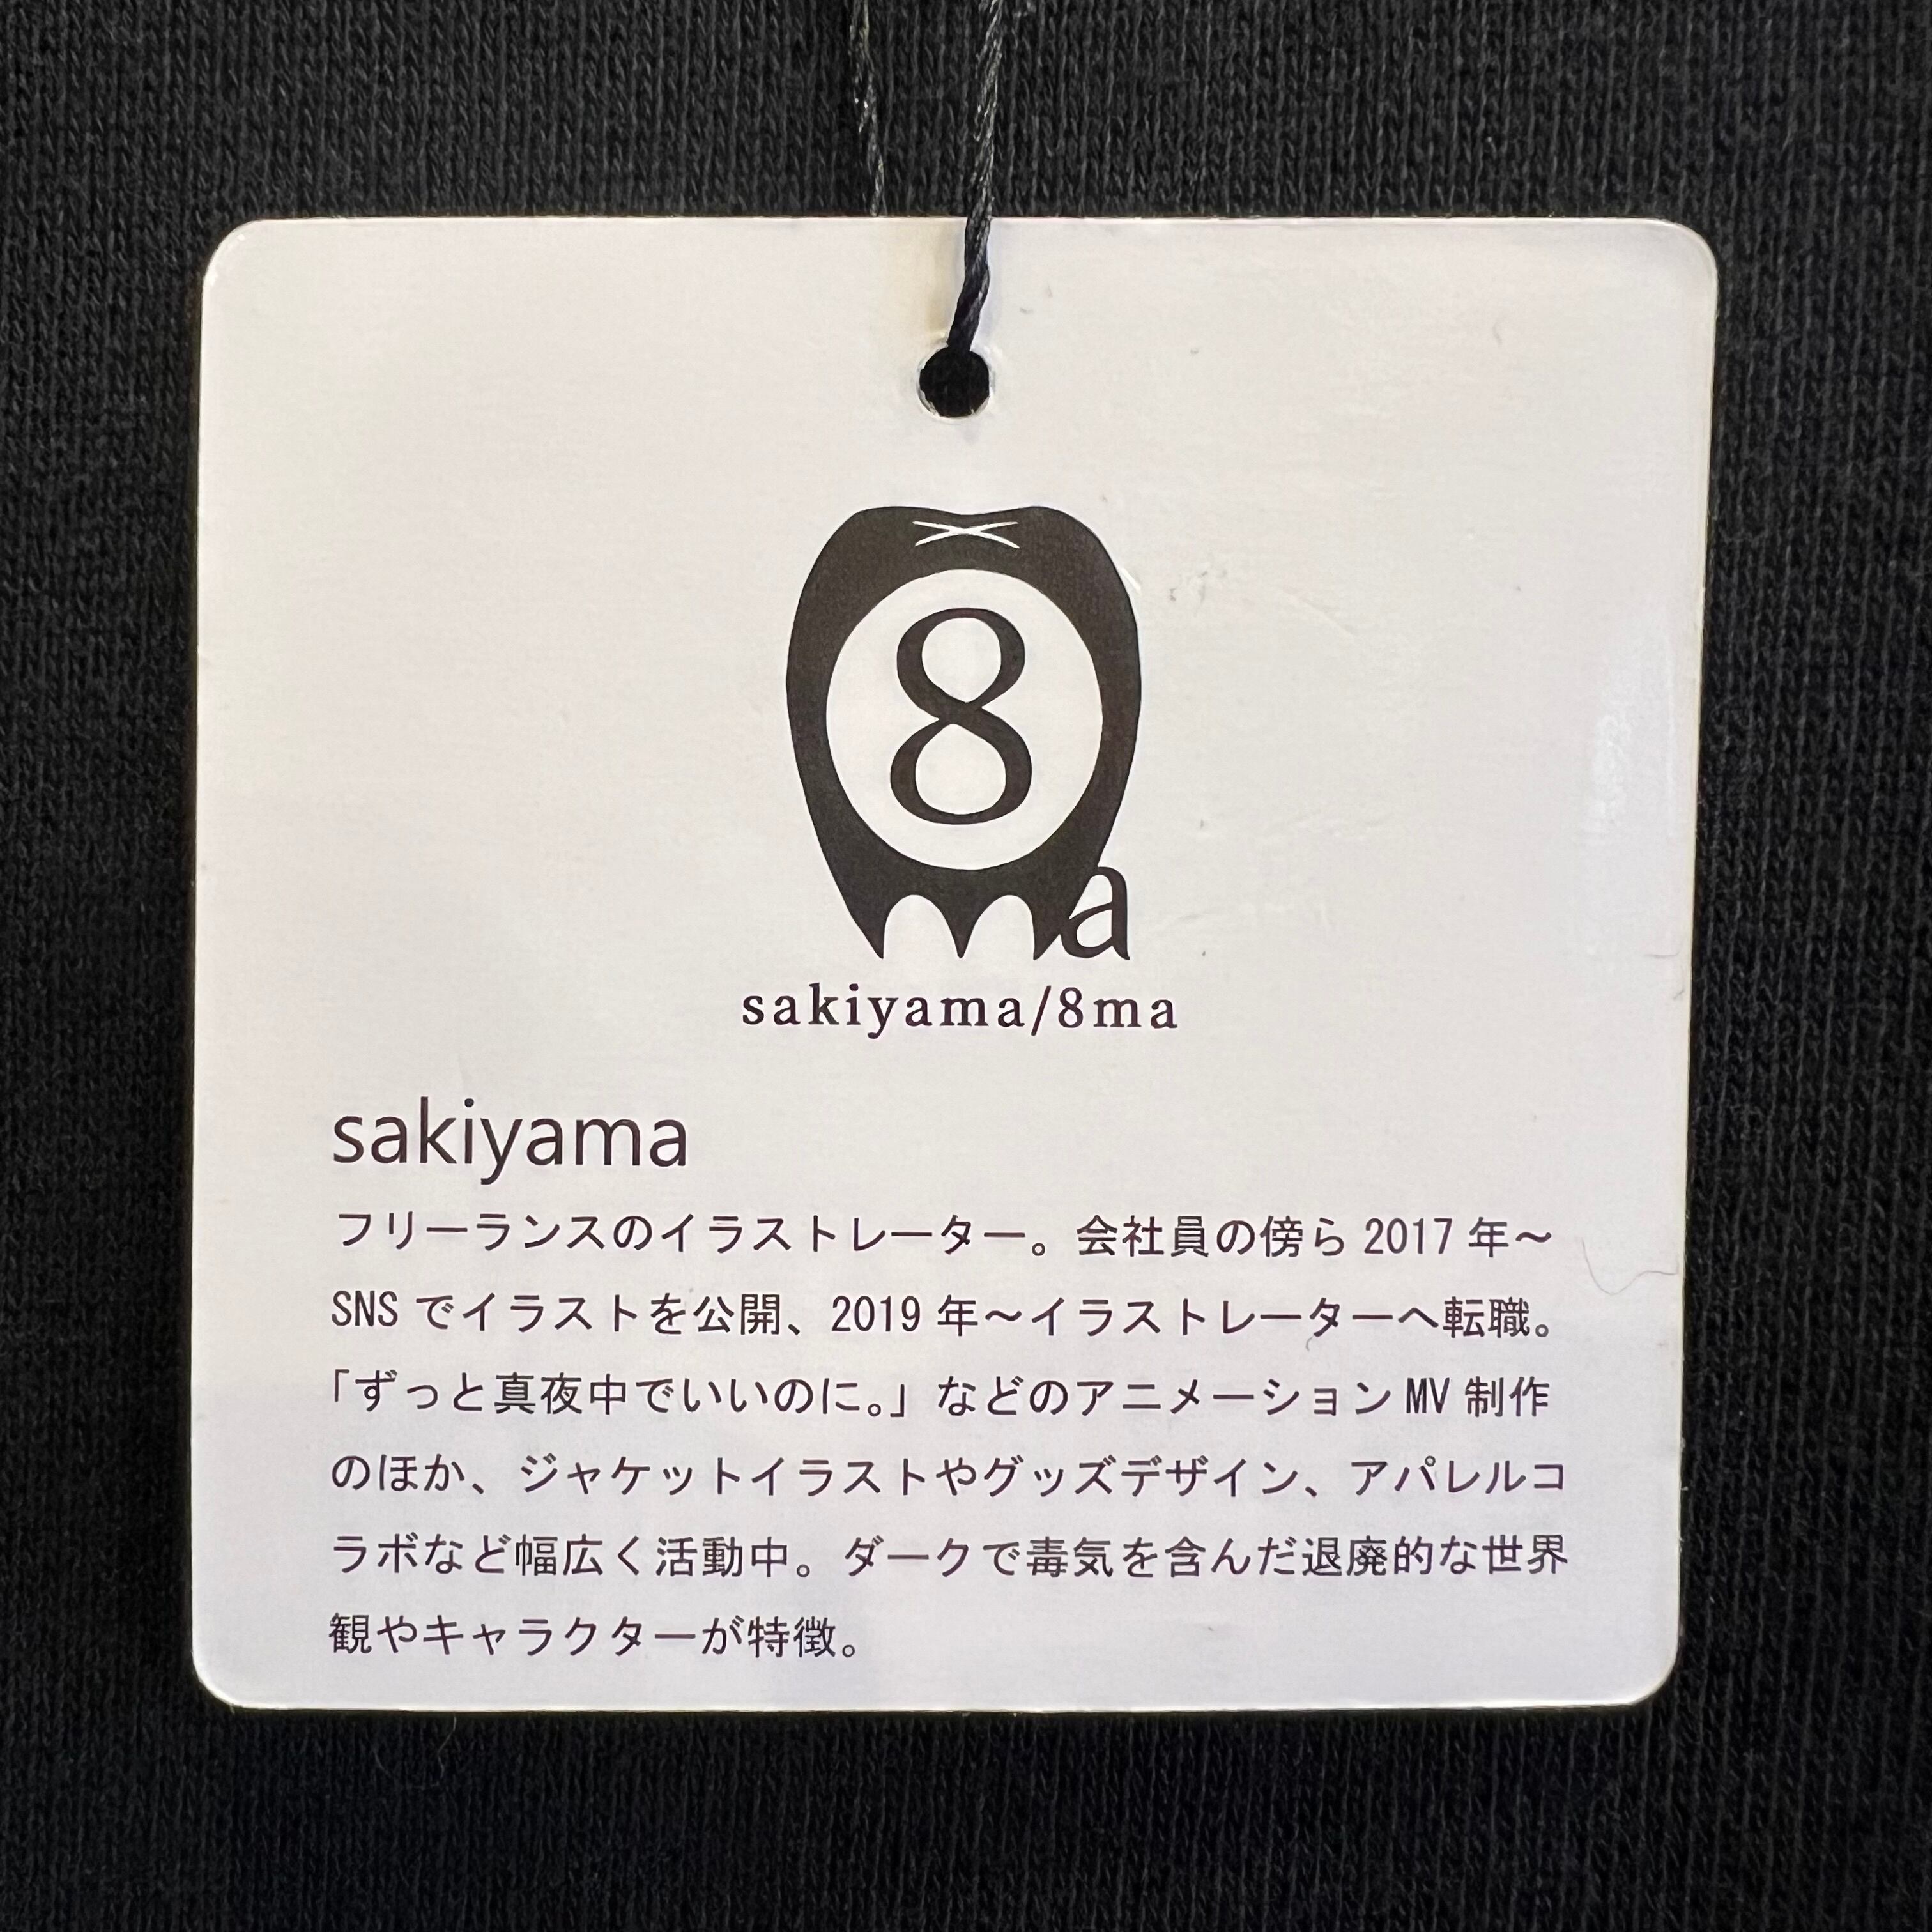 8
ma
sakiyama/8ma
sakiyama
フリーランスのイラストレーター。会社員の傍ら 2017 年～
SNS でイラストを公開、2019 年～イラストレーターへ転職。
「ずっと真夜中でいいのに。」などのアニメーション MV 制作
のほか、ジャケットイラストやグッズデザイン、アパレルコ
ラボなど幅広く活動中。ダークで毒気を含んだ退廃的な世界
観やキャラクターが特徴。